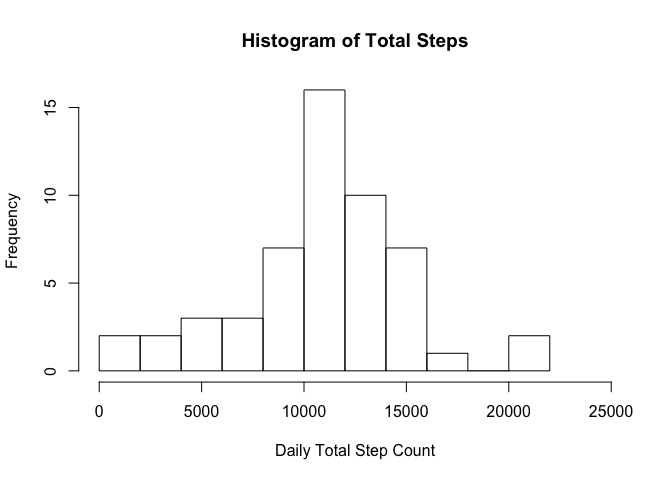 Histogram of Total Steps
15
10
5
0
Frequency
0 5000 10000 15000 20000 25000
Daily Total Step Count